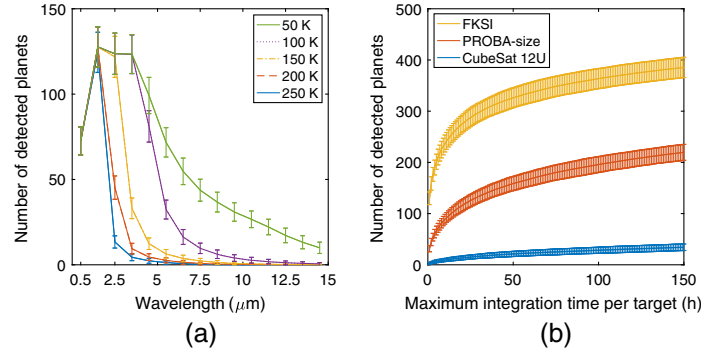 150
100
50
0
Number of detected planets
50 K
100 K
150 K
200 K
250 K
0.5 2.5 5 7.5 10 12.5 15
Wavelength (μm)
(a)
500
400
300
200
100
0
Number of detected planets
FKSI
PROBA-size
CubeSat 12U
0 50 100 150
Maximum integration time per target (h)
(b)